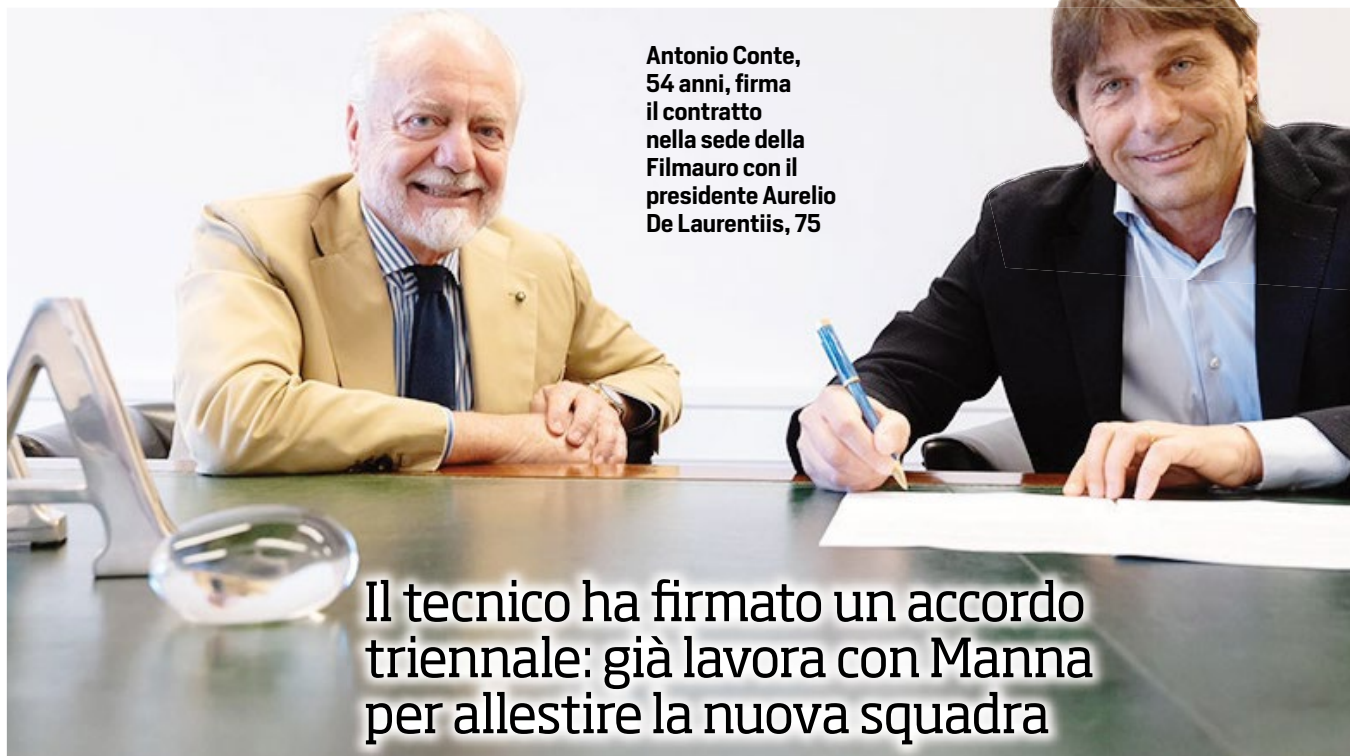 Antonio Conte,
54 anni, firma
il contratto
nella sede della
Filmauro con il
presidente Aurelio
De Laurentiis, 75
Il tecnico ha firmato un accordo
triennale: già lavora con Manna
per allestire la nuova squadra